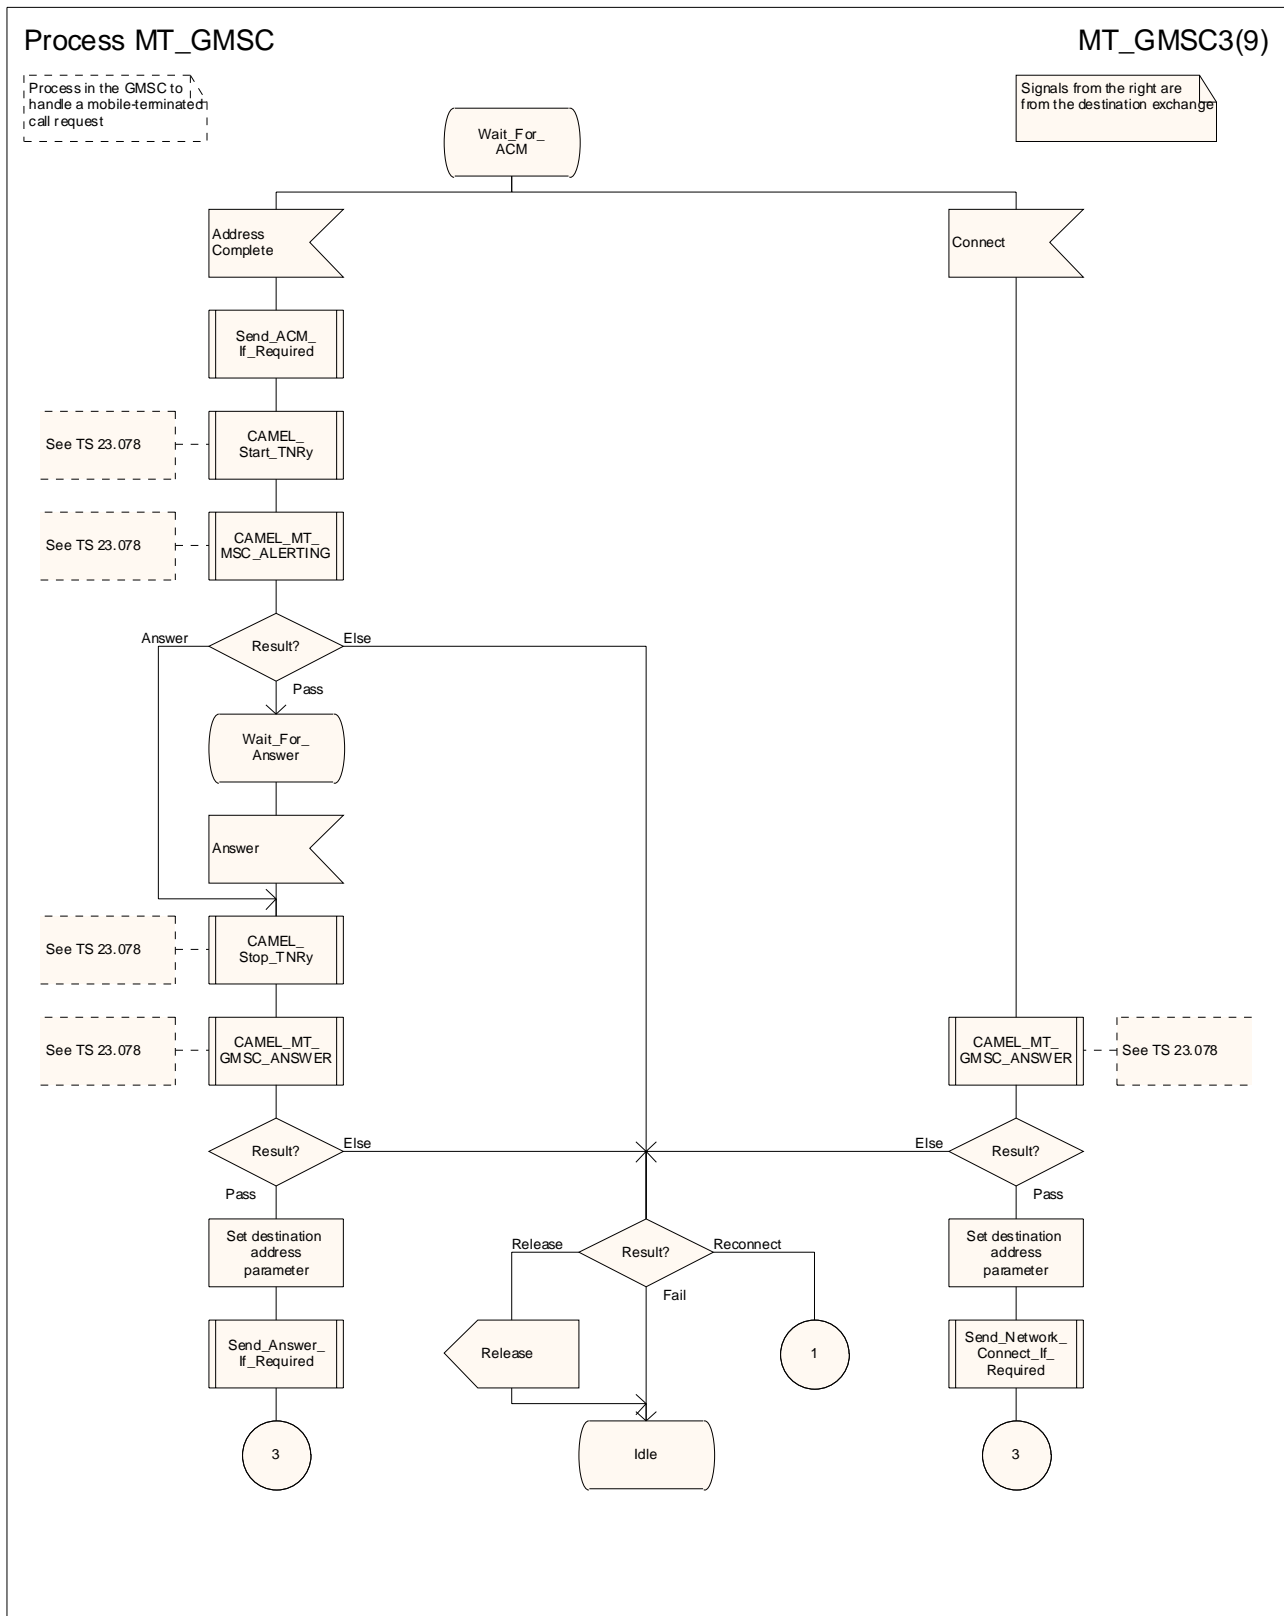 Process MT_GMSC
MT_GMSC3(9)
Process in the GMSC to
handle a mobile-terminated
call request
Signals from the right are
from the destination exchange
Wait_For_
ACM
Address
Complete
Connect
Send_ACM_
If_Required
See TS 23.078
CAMEL_
Start_TNRy
See TS 23.078
CAMEL_MT_
MSC_ALERTING
Answer
Result?
Else
Pass
Wait_For_
Answer
Answer
See TS 23.078
CAMEL_
Stop_TNRy
See TS 23.078
CAMEL_MT_
GMSC_ANSWER
CAMEL_MT_
GMSC_ANSWER
See TS 23.078
Result?
Else
Else
Result?
Pass
Pass
Set destination
address
parameter
Release
Result?
Reconnect
Fail
Set destination
address
parameter
Send_Answer_
If_Required
Release
1
Send_Network_
Connect_If_
Required
3
Idle
3